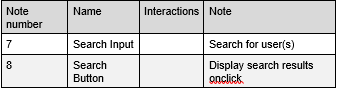 Note number Name Interactions Note
7 Search Input Search for user(s)
8 Search Button Display search results onclick